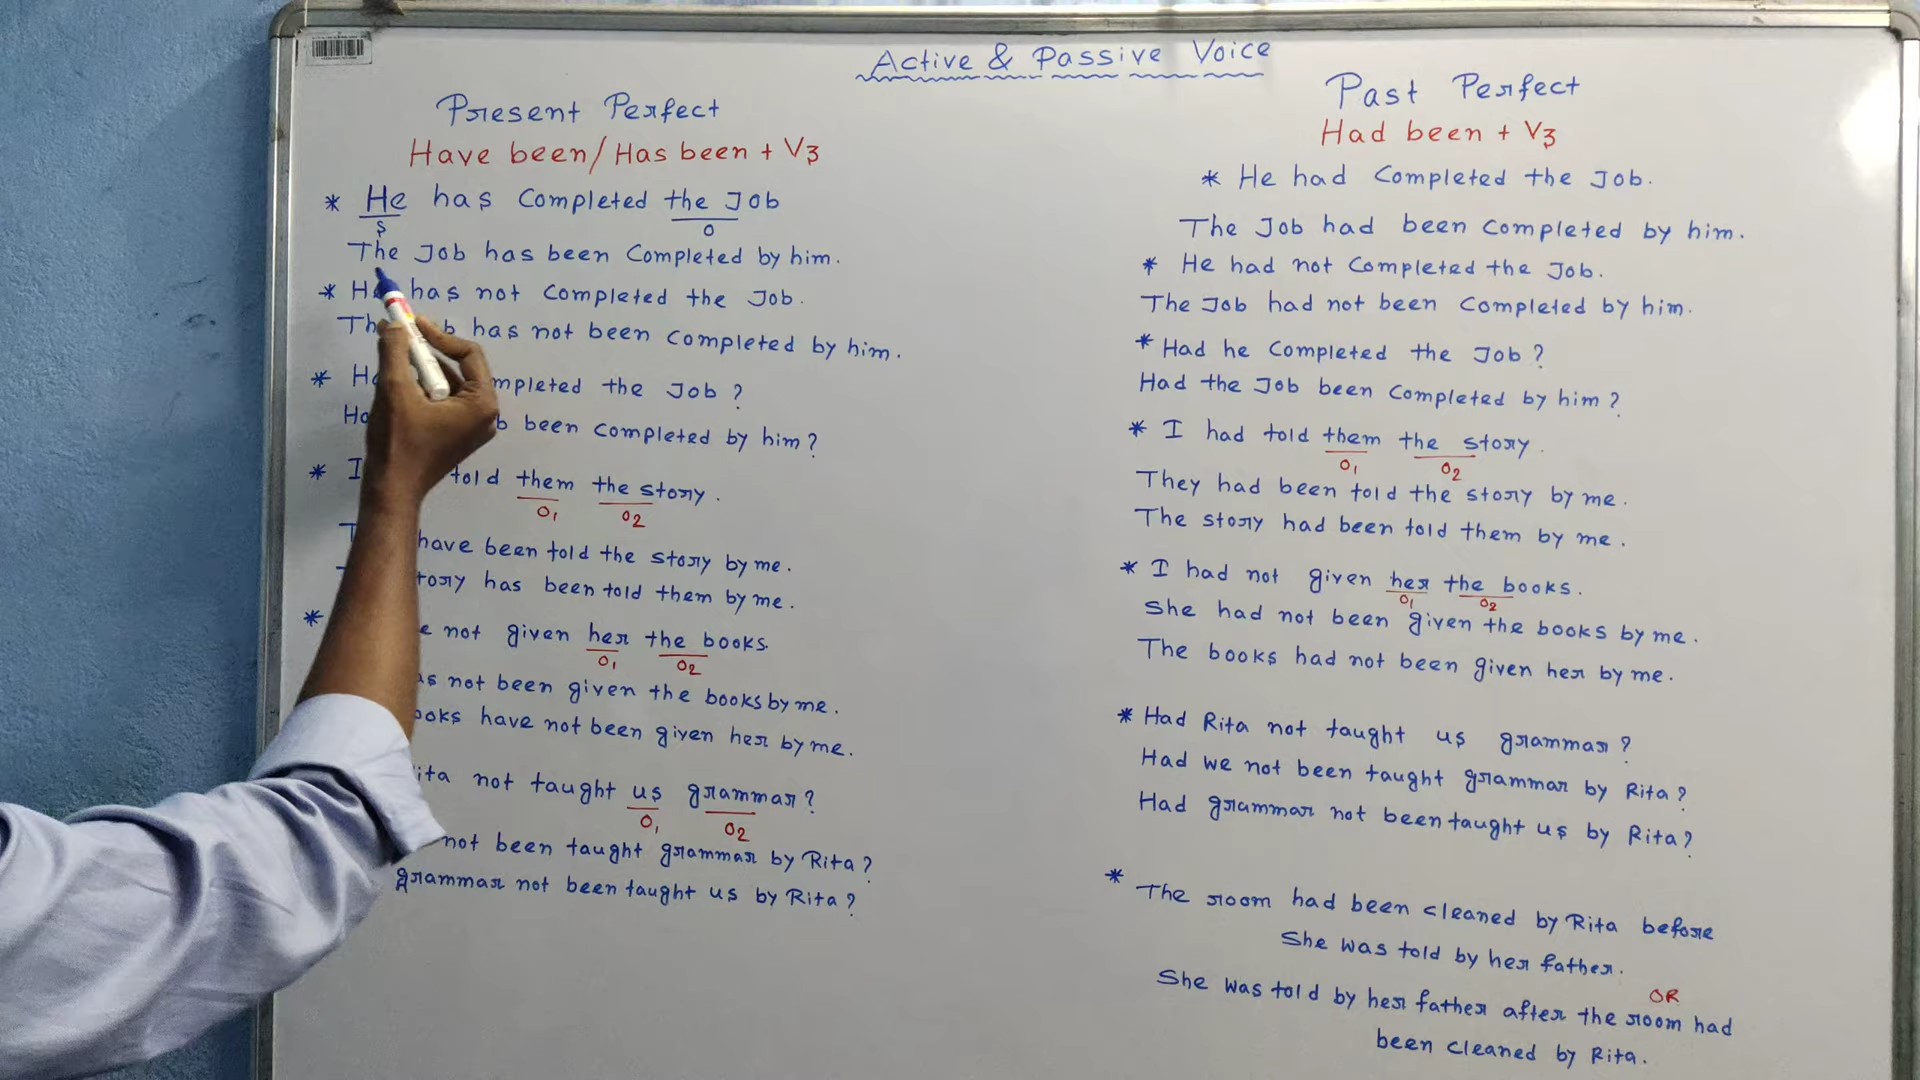 Active & Passive Voice
Present Perfect
Have been/Has been + V3
* He has Completed the Job
S O
The Job has been Completed by him.
* He has not Completed the Job.
has not been completed by him.
the Job ?
been completed by him?
* I told them the story.
O1 O2
have been told the story by me.
has been told them by me.
* not given her the books.
O1 O2
not been given the books by me.
have not been given her by me.
not taught us grammar?
O1 O2
not been taught grammar by Rita?
grammar not been taught us by Rita?
Past Perfect
Had been + V3
* He had Completed the Job.
The Job had been Completed by him.
* He had not Completed the Job.
The Job had not been Completed by him.
* Had he Completed the Job ?
Had the Job been Completed by him?
* I had told them the story.
O1 O2
They had been told the story by me.
The story had been told them by me.
* I had not given her the books.
O1 O2
She had not been given the books by me.
The books had not been given her by me.
* Had Rita not taught us grammar?
Had we not been taught grammar by Rita?
Had grammar not been taught us by Rita?
*
The room had been cleaned by Rita before
She was told by her father.
OR
She was told by her father after the room had
been cleaned by Rita.